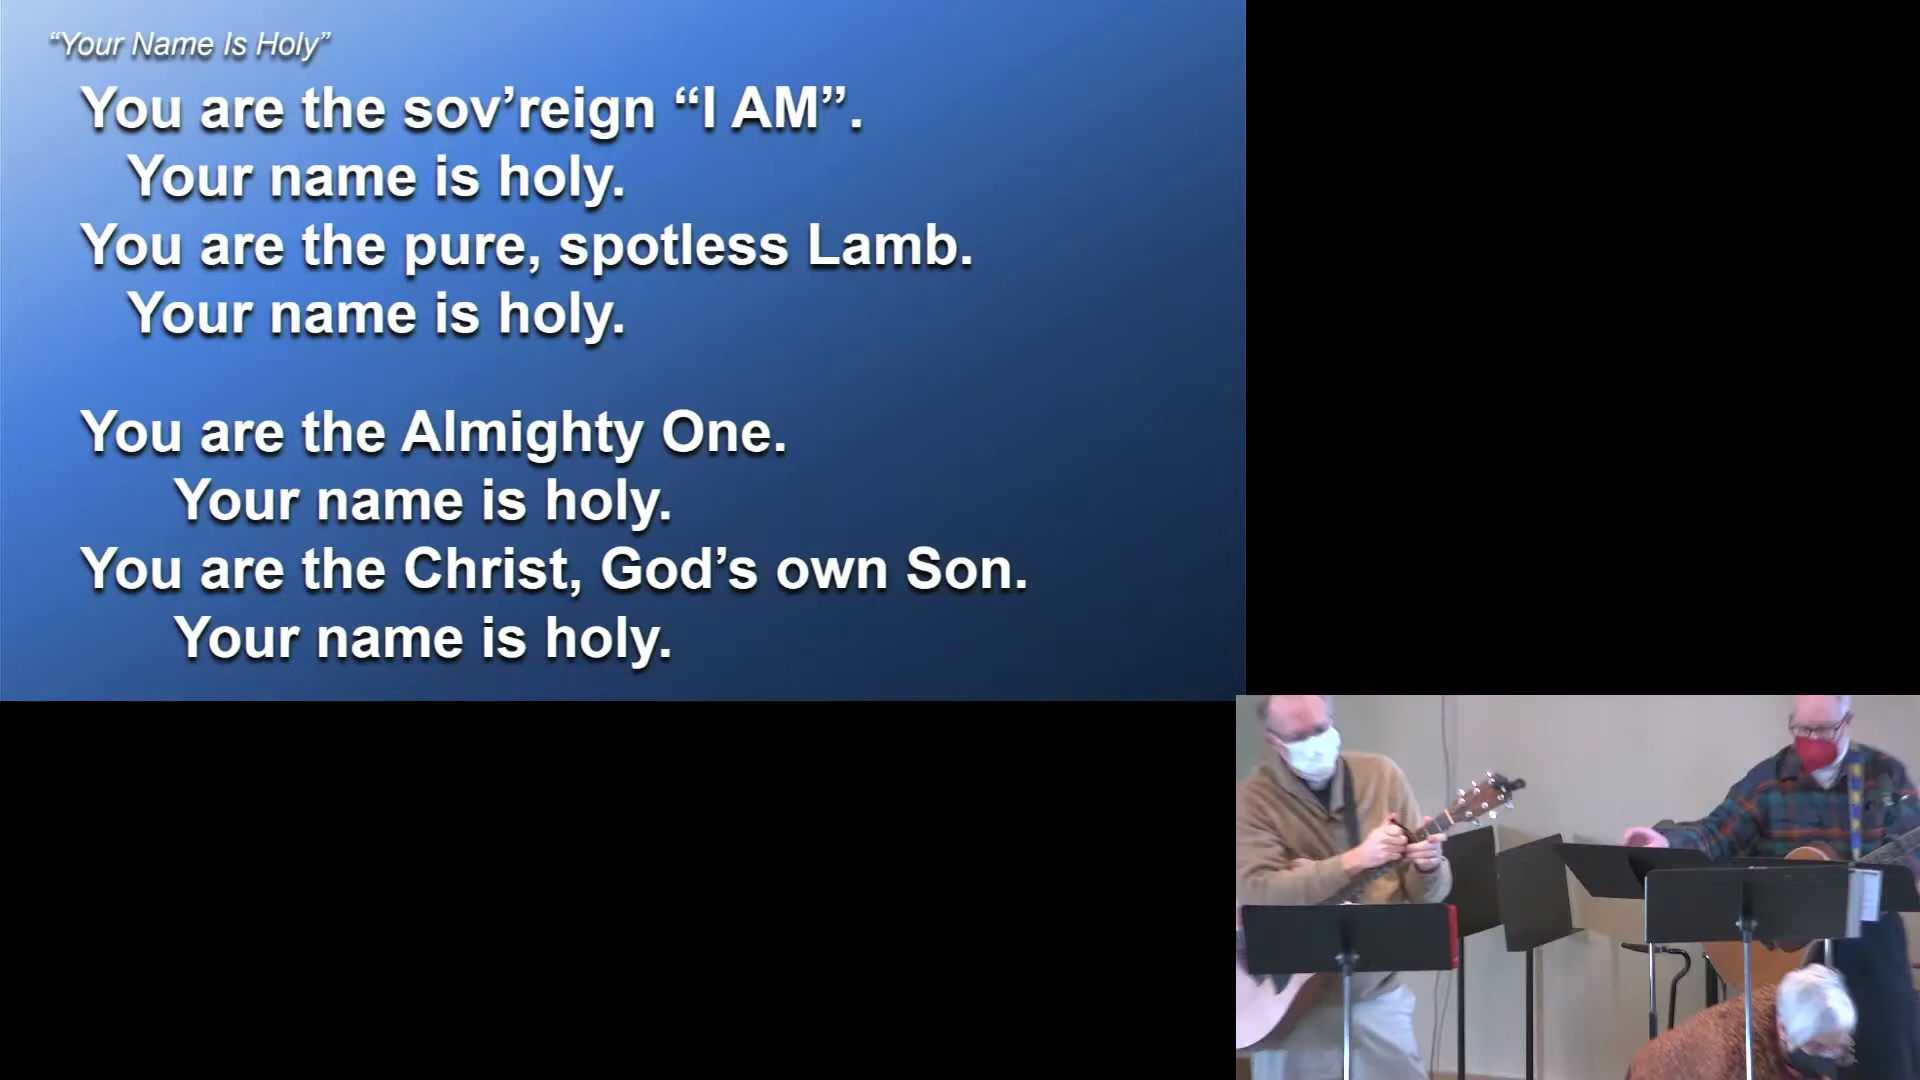 “Your Name Is Holy”
You are the sov’reign “I AM”.
Your name is holy.
You are the pure, spotless Lamb.
Your name is holy.
You are the Almighty One.
Your name is holy.
You are the Christ, God’s own Son.
Your name is holy.